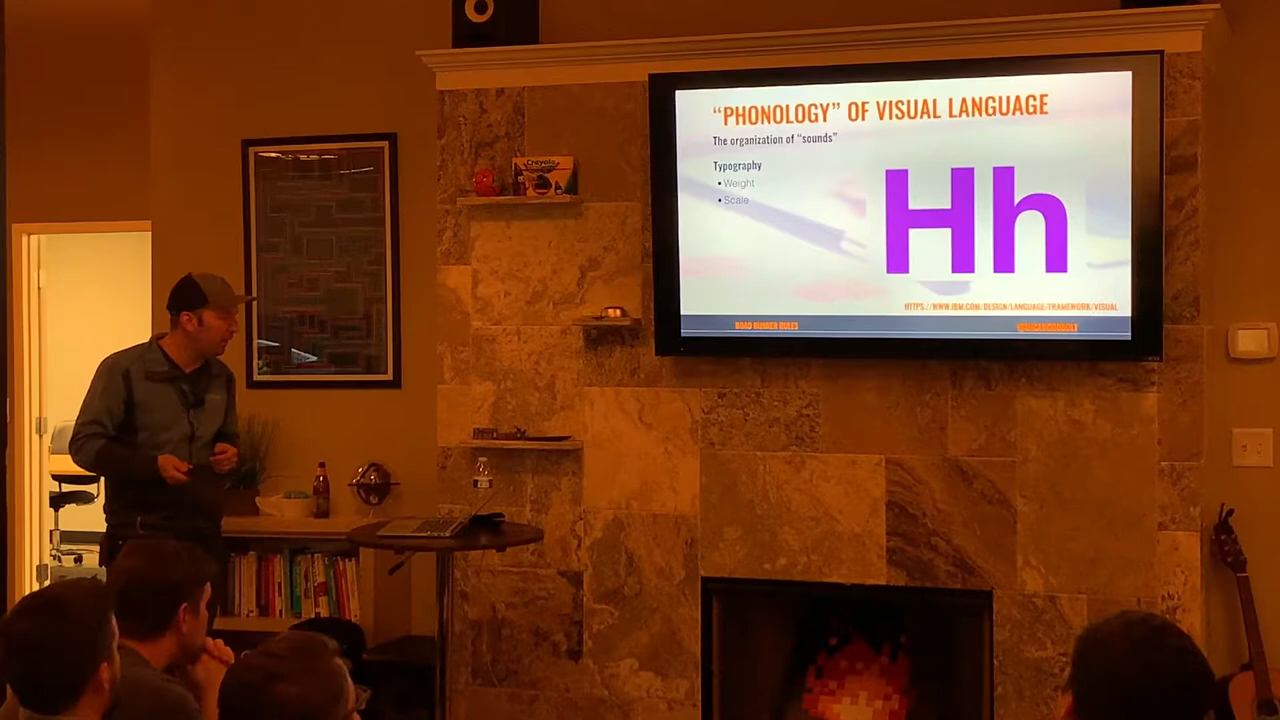 Crayola
“PHONOLOGY” OF VISUAL LANGUAGE
The organization of “sounds”
Typography
• Weight
• Scale
Hh
HTTPS://WWW.IBM.COM/DESIGN/LANGUAGE/FRAMEWORK/VISUAL